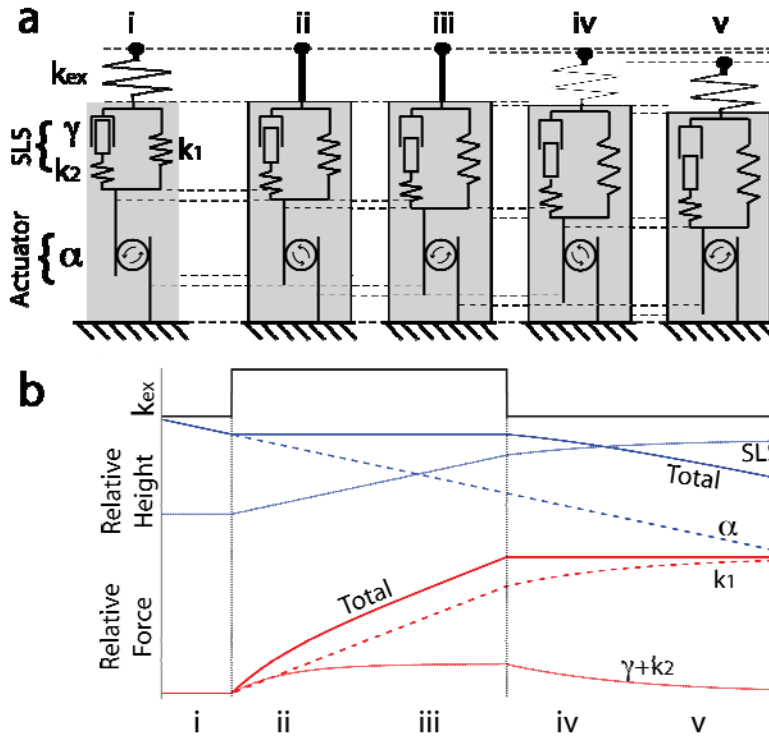 a
i ii iii iv v
kex
SLS { γ
k2
k1
Actuator { α
b
kex
Relative Height
SLS
Total
α
Relative Force
Total
k1
γ+k2
i ii iii iv v